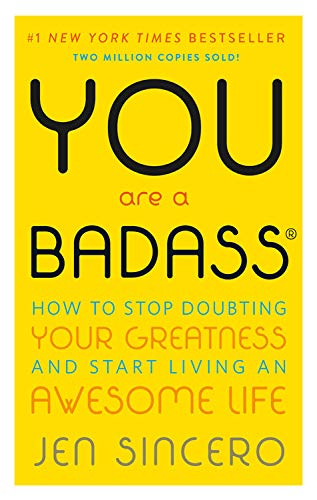 #1 NEW YORK TIMES BESTSELLER
TWO MILLION COPIES SOLD!
YOU
are a
BADASS®
HOW TO STOP DOUBTING
YOUR GREATNESS
AND START LIVING AN
AWESOME LIFE
JEN SINCERO